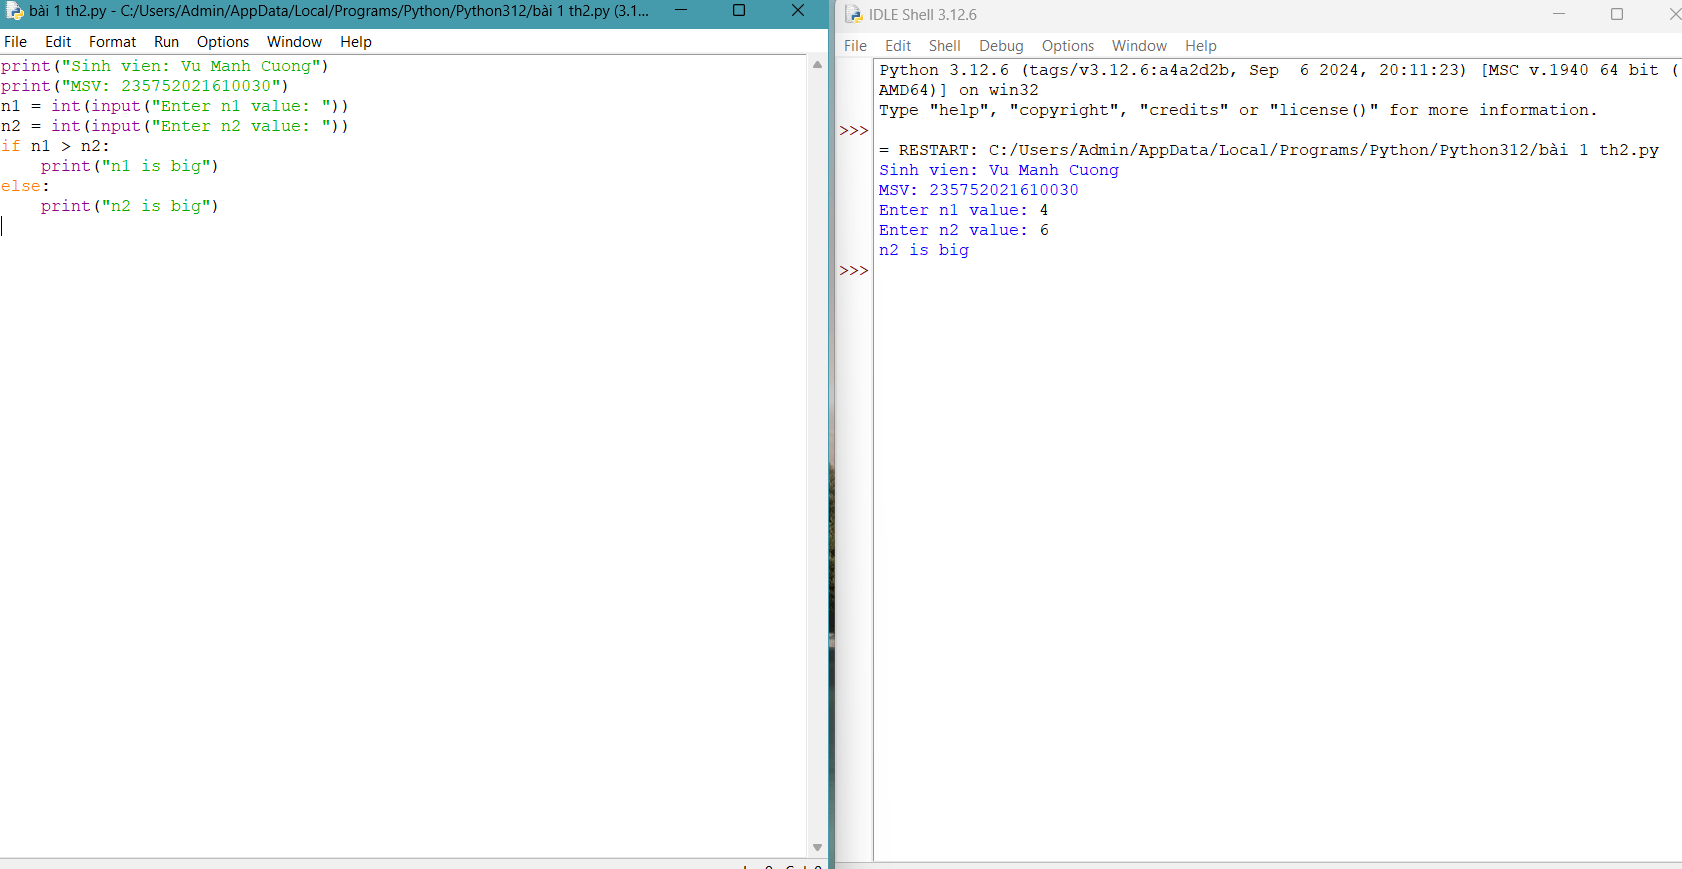 bài 1 th2.py - C:/Users/Admin/AppData/Local/Programs/Python/Python312/bài 1 th2.py (3.1...
File Edit Format Run Options Window Help
print("Sinh vien: Vu Manh Cuong")
print("MSV: 235752021610030")
n1 = int(input("Enter n1 value: "))
n2 = int(input("Enter n2 value: "))
if n1 > n2:
    print("n1 is big")
else:
    print("n2 is big")
IDLE Shell 3.12.6
File Edit Shell Debug Options Window Help
Python 3.12.6 (tags/v3.12.6:a4a2d2b, Sep  6 2024, 20:11:23) [MSC v.1940 64 bit (
AMD64)] on win32
Type "help", "copyright", "credits" or "license()" for more information.
>>>
= RESTART: C:/Users/Admin/AppData/Local/Programs/Python/Python312/bài 1 th2.py
Sinh vien: Vu Manh Cuong
MSV: 235752021610030
Enter n1 value: 4
Enter n2 value: 6
n2 is big
>>>